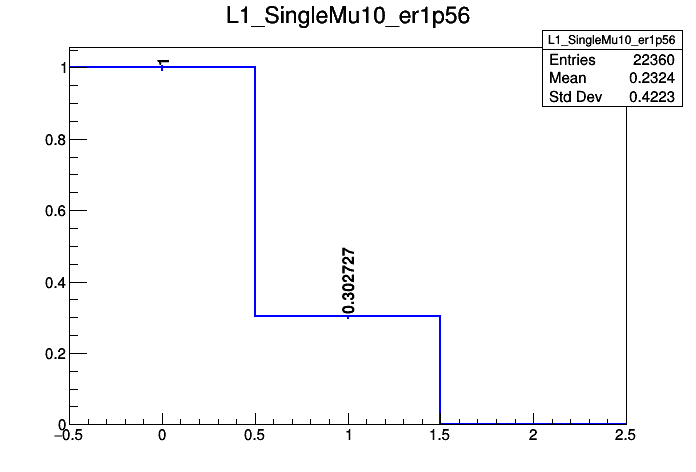 L1_SingleMu10_er1p56
L1_SingleMu10_er1p56
Entries 22360
Mean 0.2324
Std Dev 0.4223
1
0.8
0.6
0.4
0.2
0
1
0.302727
−0.5 0 0.5 1 1.5 2 2.5